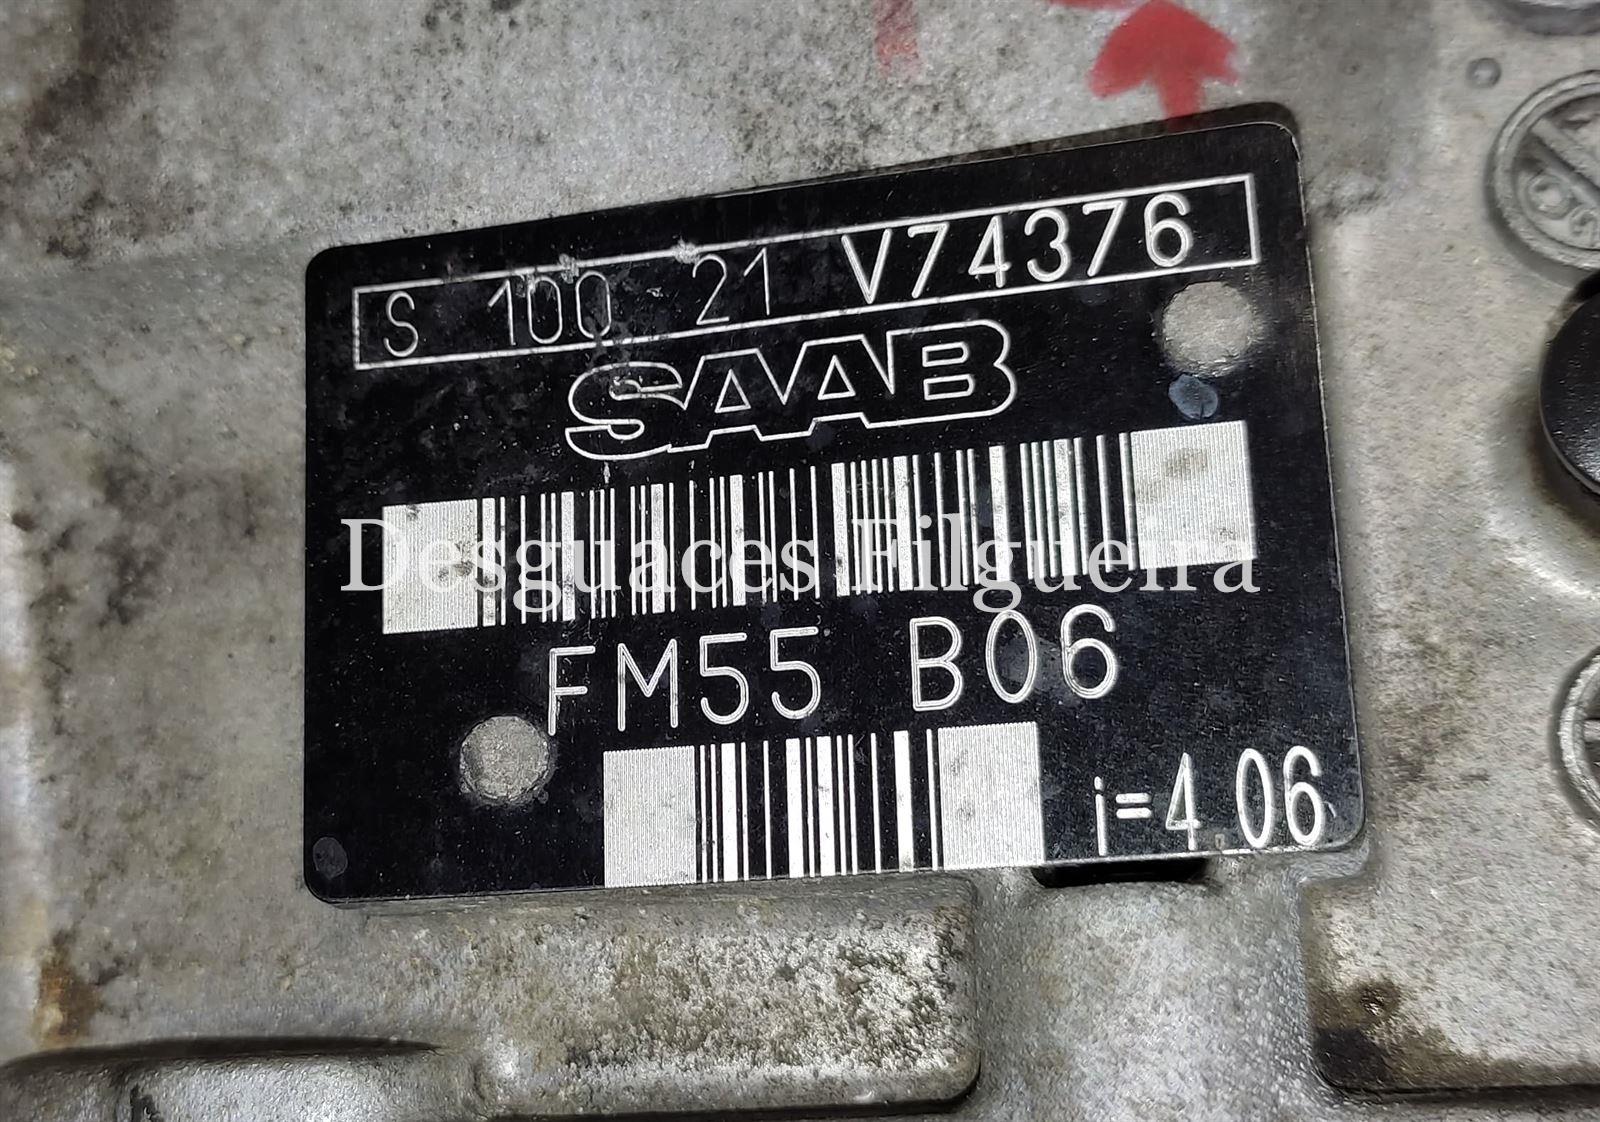 S 100 21 V74376
SAAB
Desguaces Filgueira
FM55 B06
i=4.06